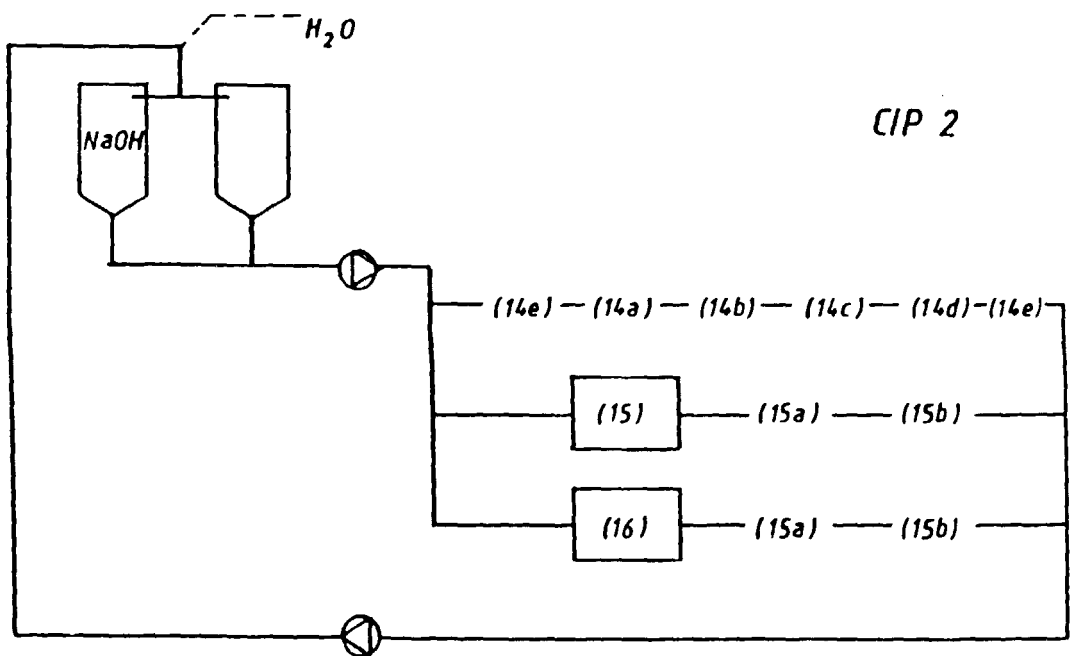 H₂O
NaOH
CIP 2
(14e) (14a) (14b) (14c) (14d) (14e)
(15) (15a) (15b)
(16) (15a) (15b)